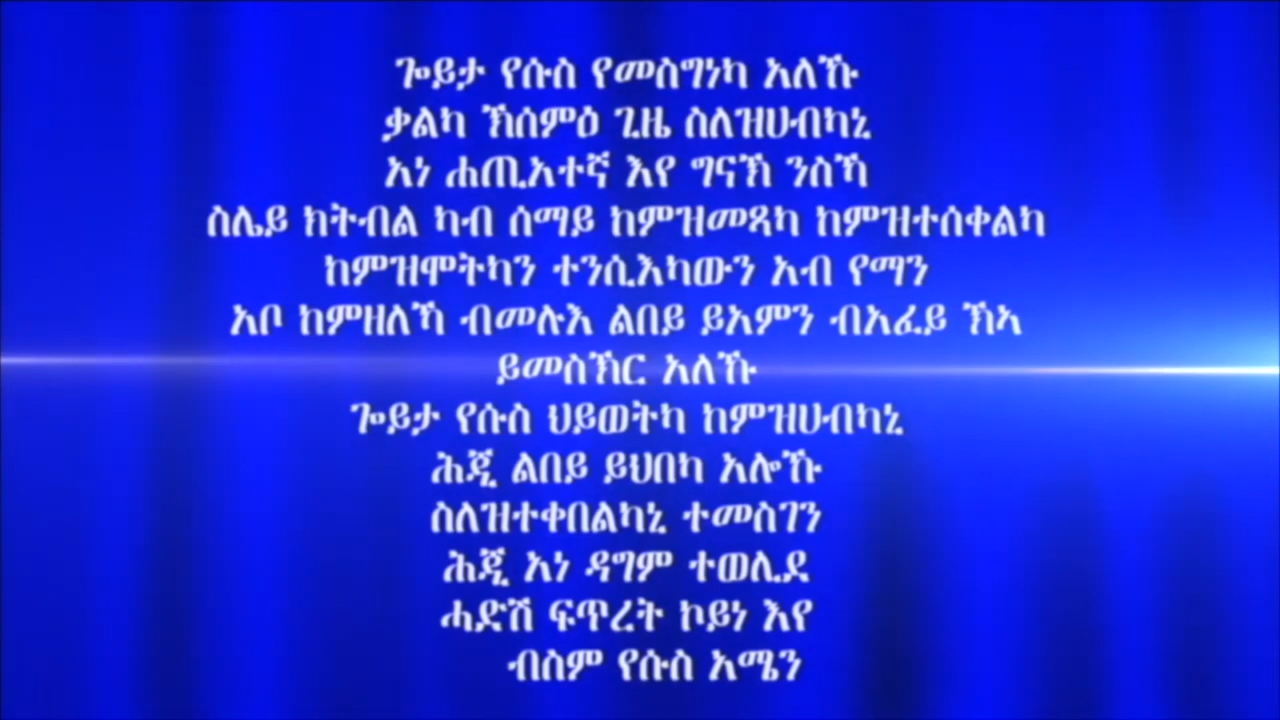 ጐይታ የሱስ የመስግነካ አለኹ
ቃልካ ኽሰምዕ ጊዜ ስለዝሀብካኒ
አነ ሐጢአተኛ እየ ግናኽ ንስኻ
ስሌይ ክትብል ካብ ሰማይ ከምዝመጻካ ከምዝተሰቀልካ
ከምዝሞትካን ተንሲእካውን አብ የማን
አቦ ከምዘለኻ ብመሉእ ልበይ ይአምን ብአፈይ ኽኣ
ይመስኽር አለኹ
ጐይታ የሱስ ህይወትካ ከምዝሀብካኒ
ሕጂ ልበይ ይህበካ አሎኹ
ስለዝተቀበልካኒ ተመስገን
ሕጂ አነ ዳግም ተወሊደ
ሓድሽ ፍጥረት ኮይነ እየ
ብስም የሱስ አሜን